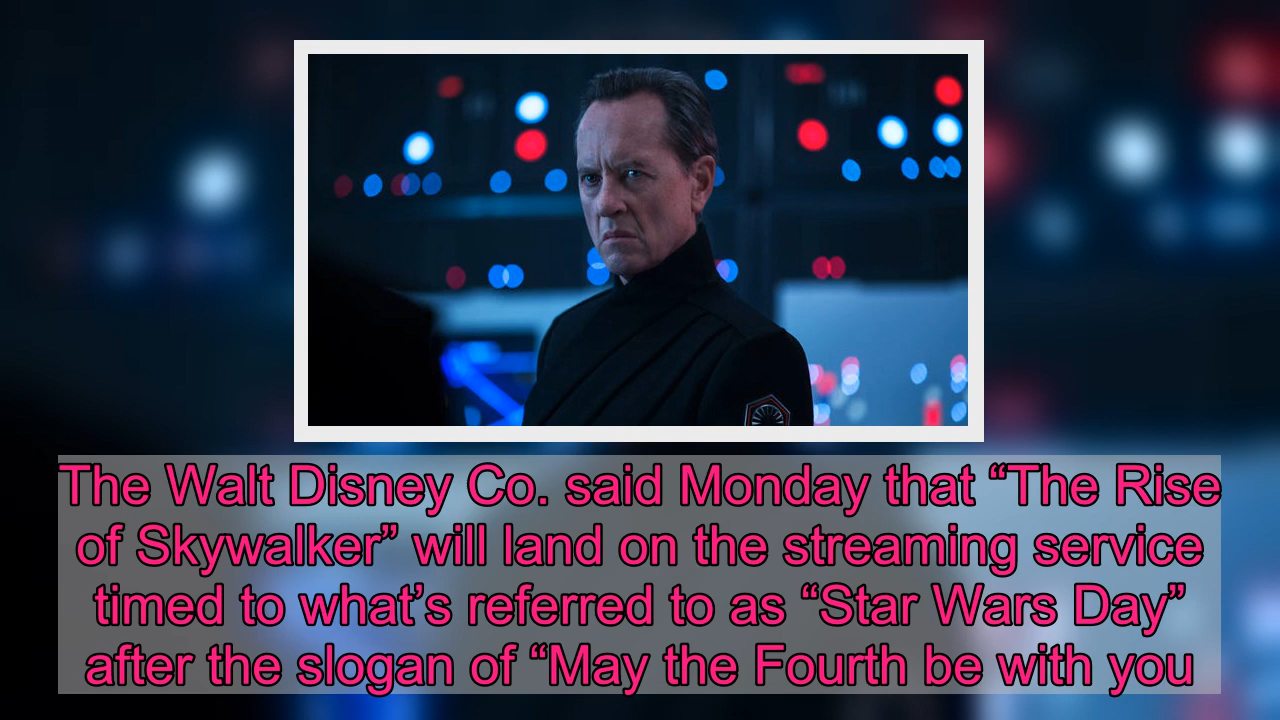 The Walt Disney Co. said Monday that “The Rise
of Skywalker” will land on the streaming service
timed to what’s referred to as “Star Wars Day”
after the slogan of “May the Fourth be with you